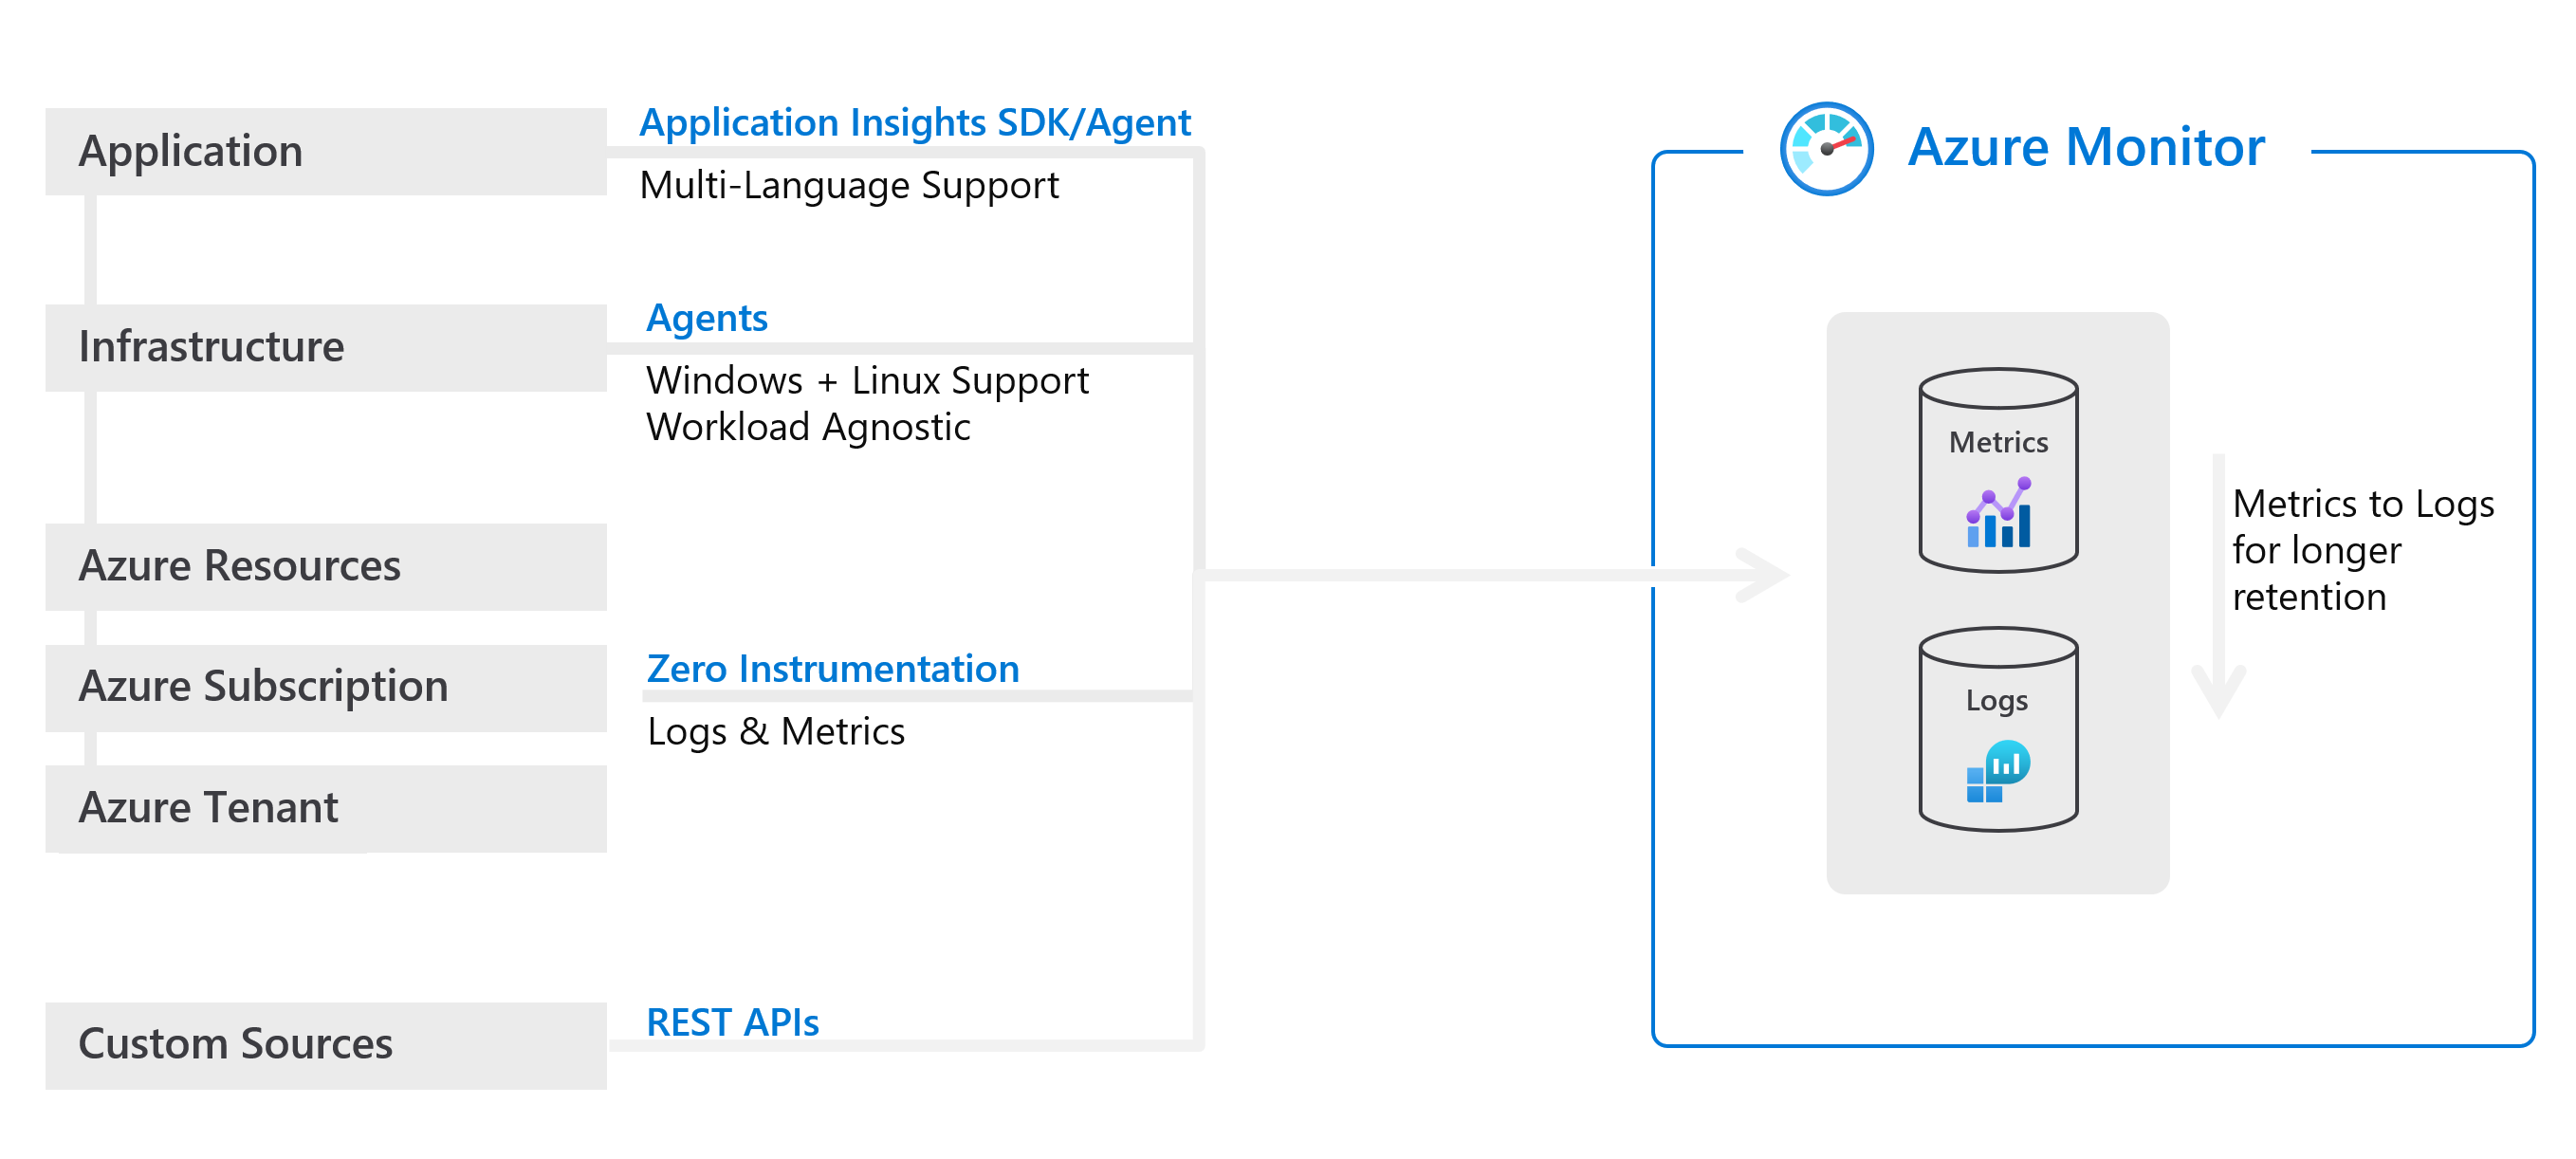 Application
Application Insights SDK/Agent
Multi-Language Support
Infrastructure
Agents
Windows + Linux Support
Workload Agnostic
Azure Resources
Azure Subscription
Azure Tenant
Zero Instrumentation
Logs & Metrics
Custom Sources
REST APIs
Azure Monitor
Metrics
Logs
Metrics to Logs
for longer
retention